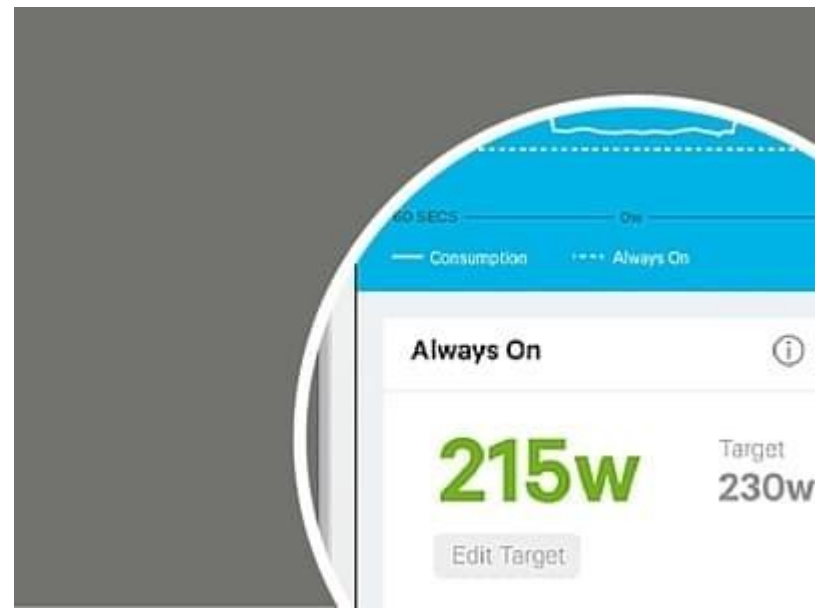 60 SECS 0w
Consumption Always On
Always On
215w
Target
230w
Edit Target